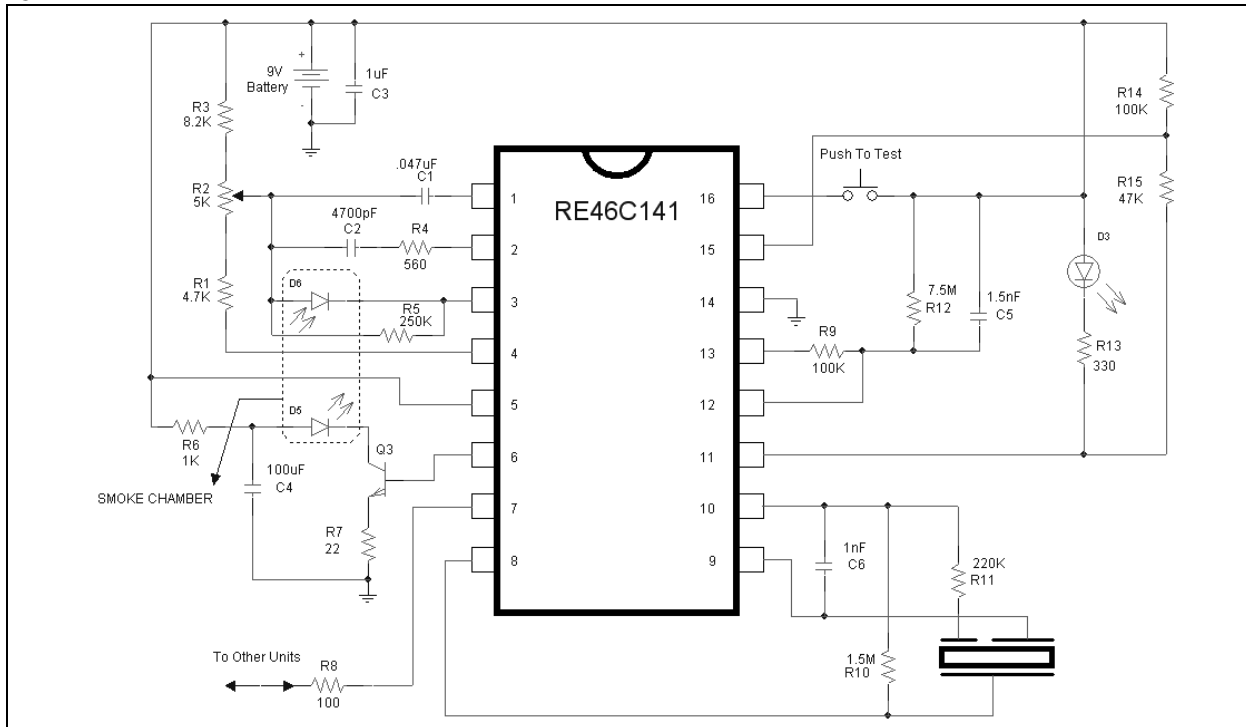 +
9V
Battery
-
1uF
C3
R3
8.2K
R2
5K
R1
4.7K
.047uF
C1
4700pF
C2
R4
560
D6
R5
250K
D5
R6
1K
100uF
C4
SMOKE CHAMBER
Q3
R7
22
To Other Units
R8
100
RE46C141
1
2
3
4
5
6
7
8
16
15
14
13
12
11
10
9
Push To Test
R14
100K
R15
47K
D3
7.5M
R12
1.5nF
C5
R9
100K
R13
330
1nF
C6
220K
R11
1.5M
R10